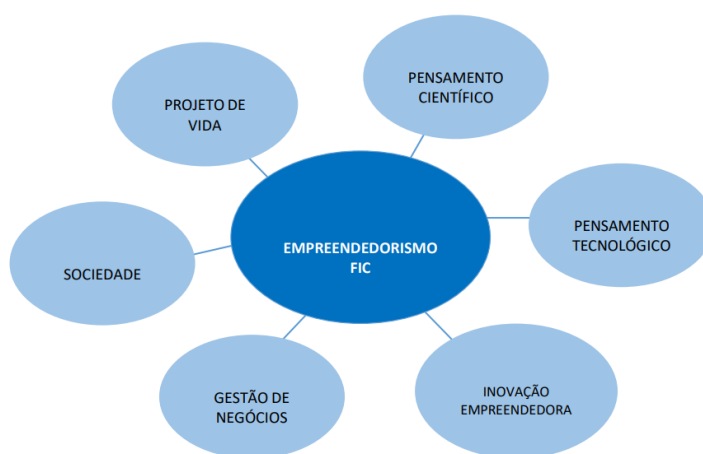 PENSAMENTO
CIENTÍFICO
PROJETO DE
VIDA
PENSAMENTO
TECNOLÓGICO
EMPREENDEDORISMO
FIC
SOCIEDADE
GESTÃO DE
NEGÓCIOS
INOVAÇÃO
EMPREENDEDORA